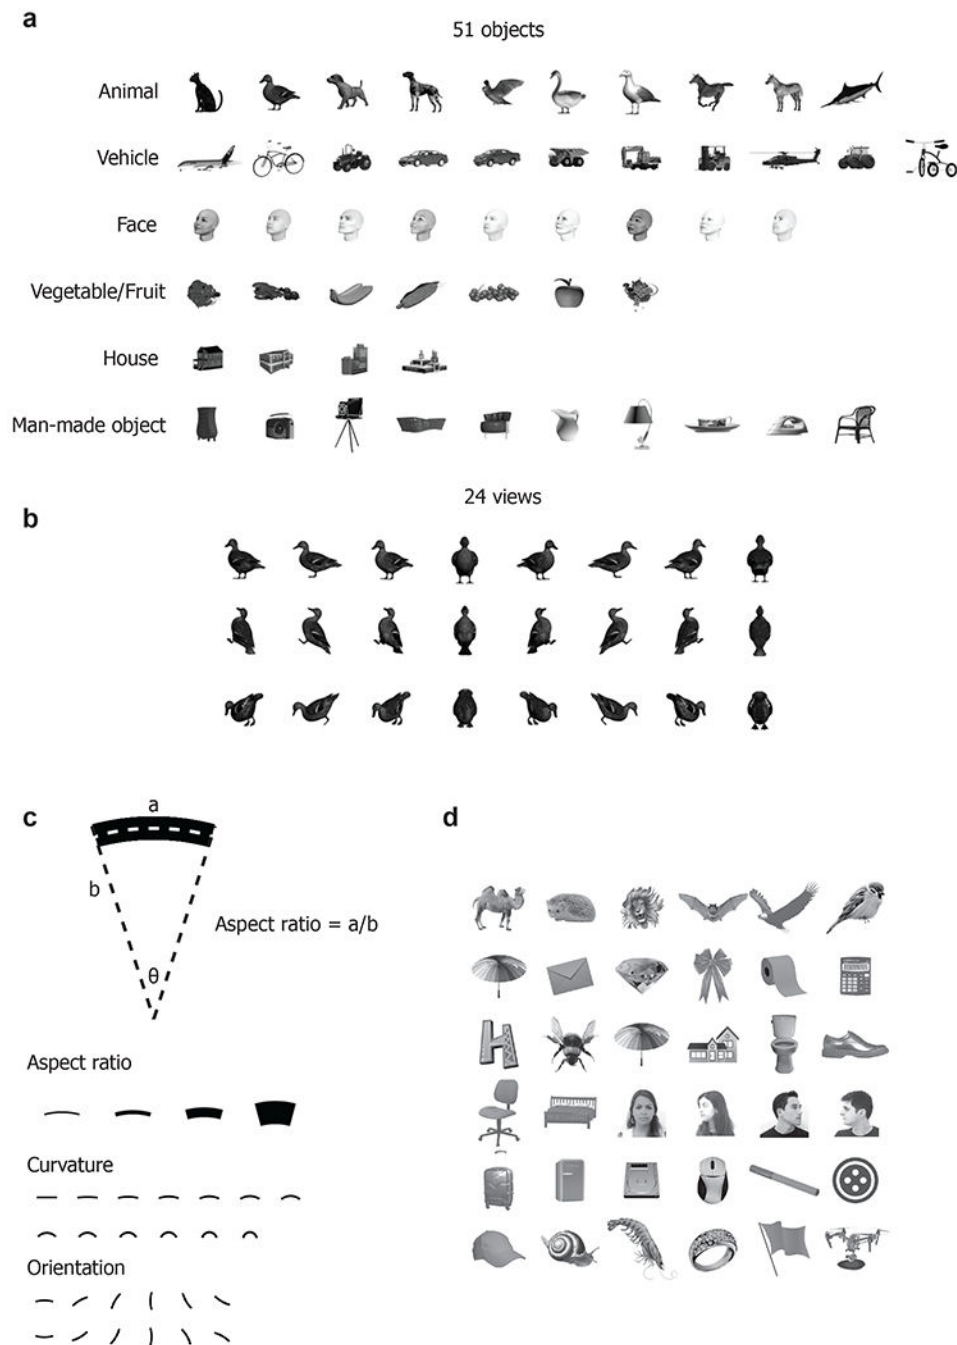 a
51 objects
Animal
Vehicle
Face
Vegetable/Fruit
House
Man-made object
24 views
b
c
a
b
Aspect ratio = a/b
θ
Aspect ratio
Curvature
Orientation
d
H